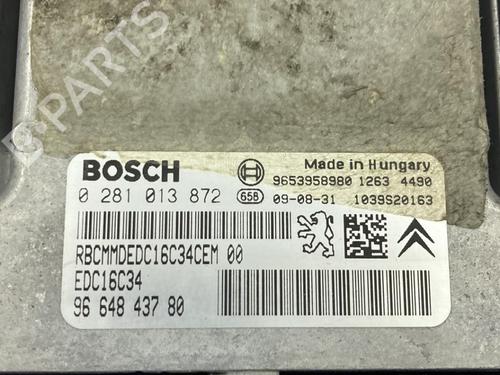 B-PARTS
BOSCH
Made in Hungary
9653958980 1263 4490
0 281 013 872
658 09-08-31 1039S20163
RBCMMDEDC16C34CEM 00
EDC16C34
96 648 437 80